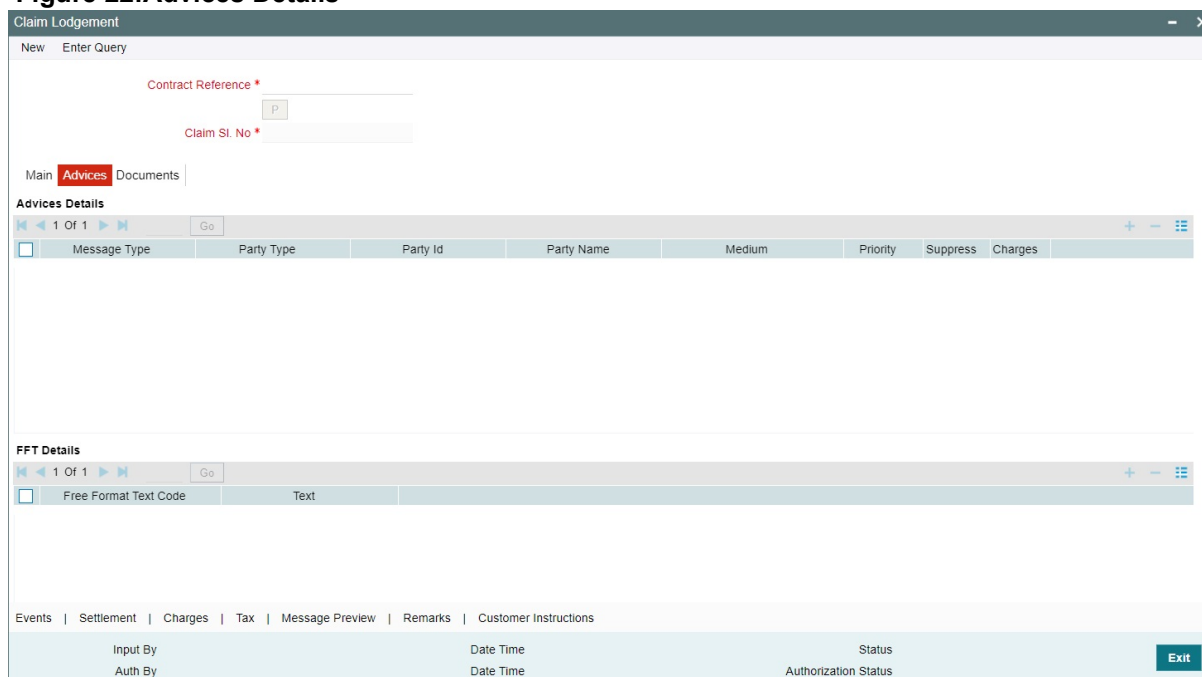 Figure 22:Advices Details
Claim Lodgement
New Enter Query
Contract Reference *
P
Claim Sl. No *
Main Advices Documents
Advices Details
1 Of 1 Go
Message Type Party Type Party Id Party Name Medium Priority Suppress Charges
FFT Details
1 Of 1 Go
Free Format Text Code Text
Events | Settlement | Charges | Tax | Message Preview | Remarks | Customer Instructions
Input By Date Time Status
Auth By Date Time Authorization Status
Exit